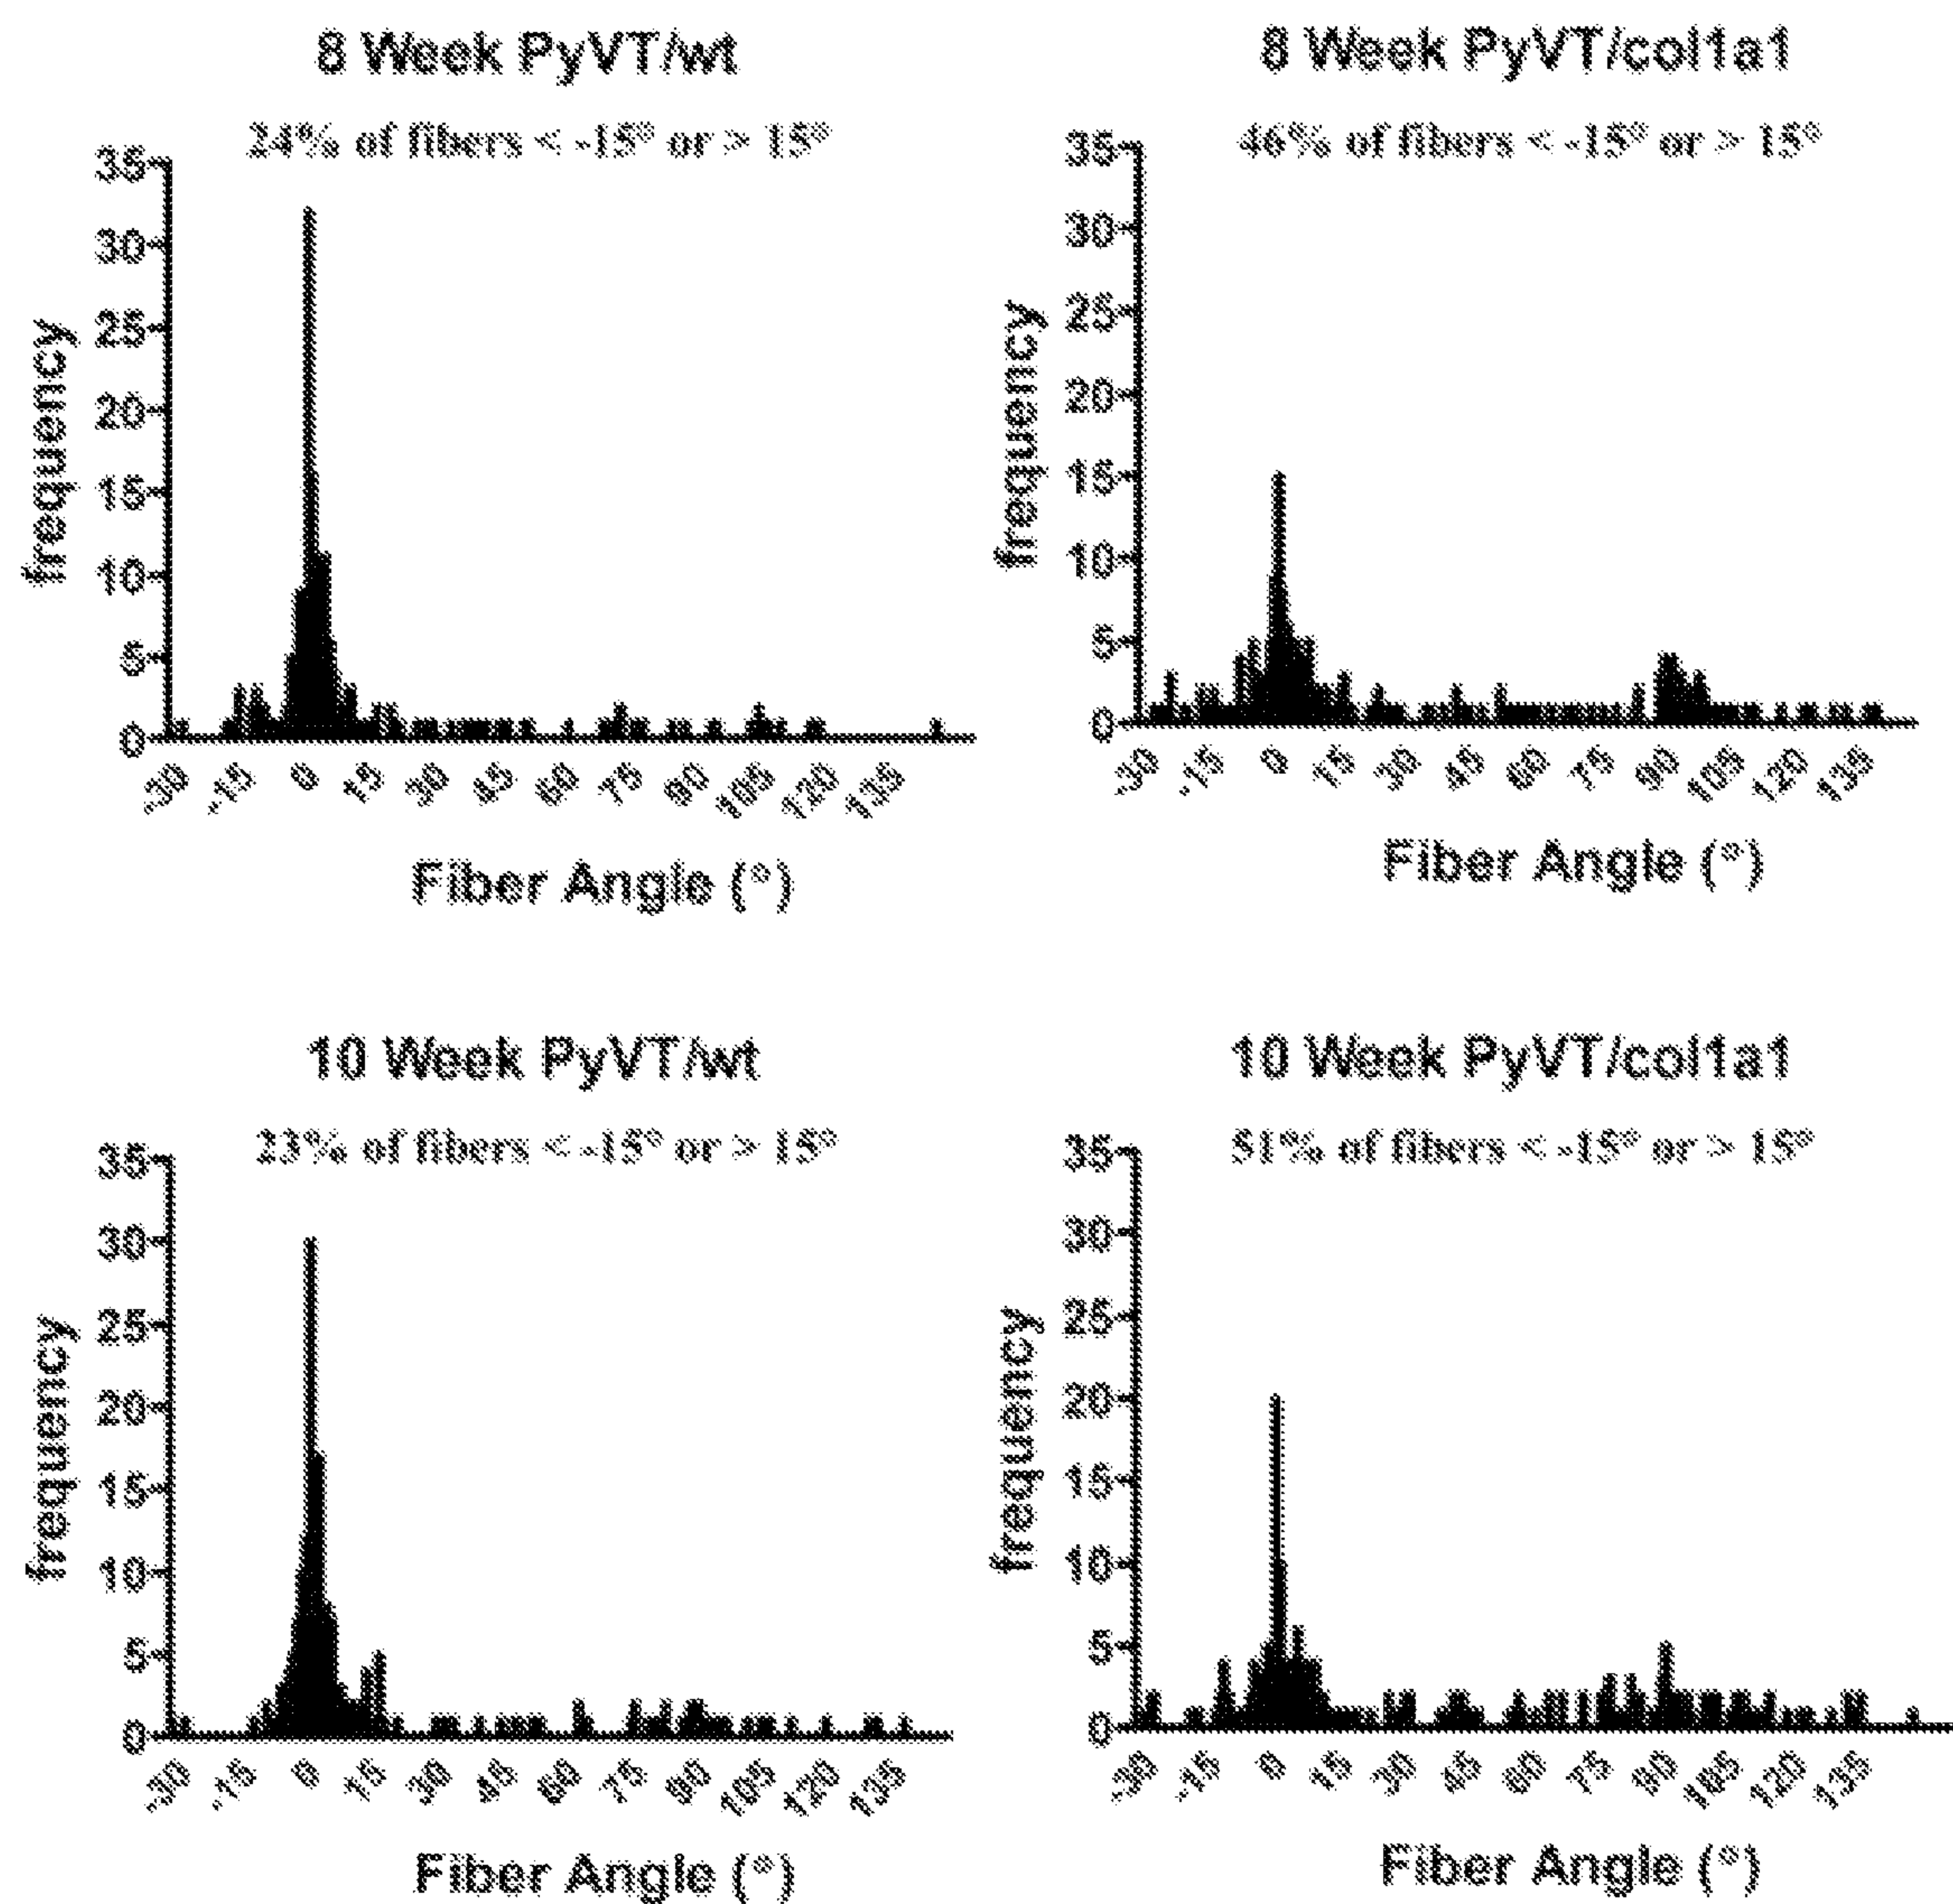 8 Week PyVT/wt
24% of fibers < -15° or > 15°
35
30
25
20
15
10
5
0
frequency
-30 -15 0 15 30 45 60 75 90 105 120 135
Fiber Angle (°)
8 Week PyVT/col1a1
46% of fibers < -15° or > 15°
35
30
25
20
15
10
5
0
frequency
-30 -15 0 15 30 45 60 75 90 105 120 135
Fiber Angle (°)
10 Week PyVT/wt
23% of fibers < -15° or > 15°
35
30
25
20
15
10
5
0
frequency
-30 -15 0 15 30 45 60 75 90 105 120 135
Fiber Angle (°)
10 Week PyVT/col1a1
51% of fibers < -15° or > 15°
35
30
25
20
15
10
5
0
frequency
-30 -15 0 15 30 45 60 75 90 105 120 135
Fiber Angle (°)